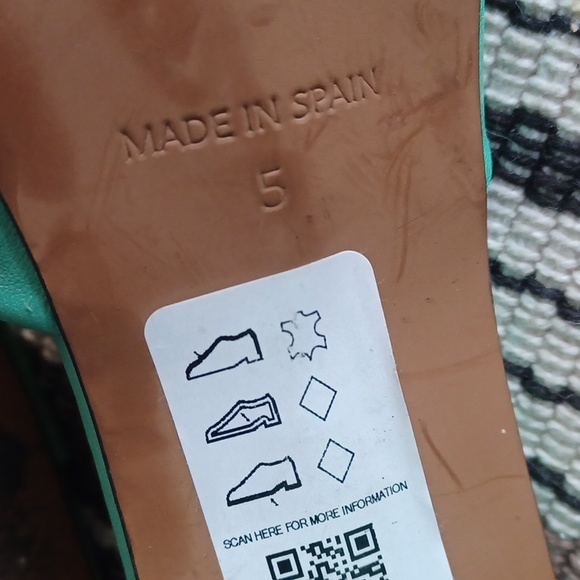 MADE IN SPAIN
5
SCAN HERE FOR MORE INFORMATION